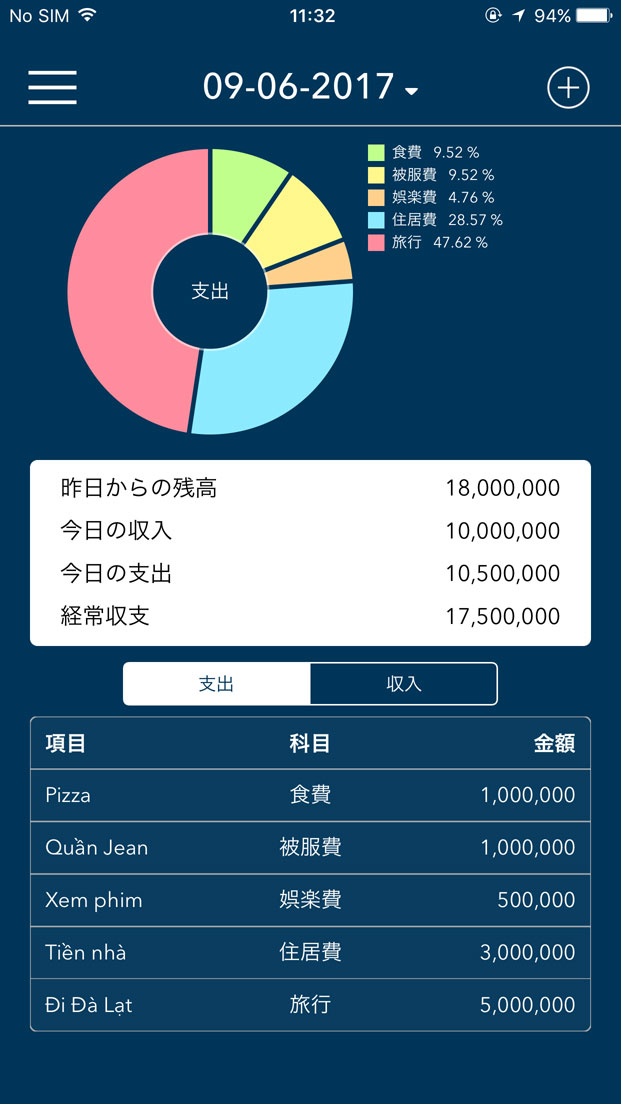 No SIM 11:32 94%
09-06-2017
食費 9.52 %
被服費 9.52 %
娯楽費 4.76 %
住居費 28.57 %
旅行 47.62 %
支出
昨日からの残高 18,000,000
今日の収入 10,000,000
今日の支出 10,500,000
経常収支 17,500,000
支出 収入
項目 科目 金額
Pizza 食費 1,000,000
Quần Jean 被服費 1,000,000
Xem phim 娯楽費 500,000
Tiền nhà 住居費 3,000,000
Đi Đà Lạt 旅行 5,000,000